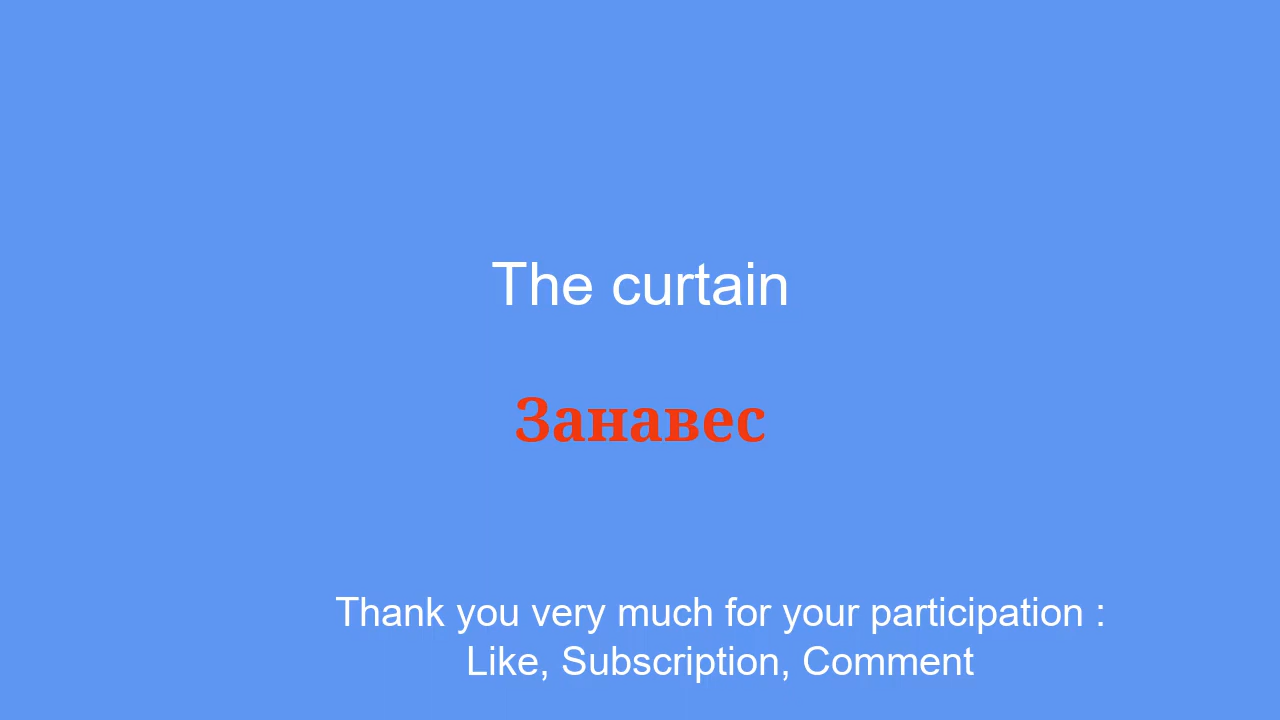 The curtain
Занавес
Thank you very much for your participation :
Like, Subscription, Comment